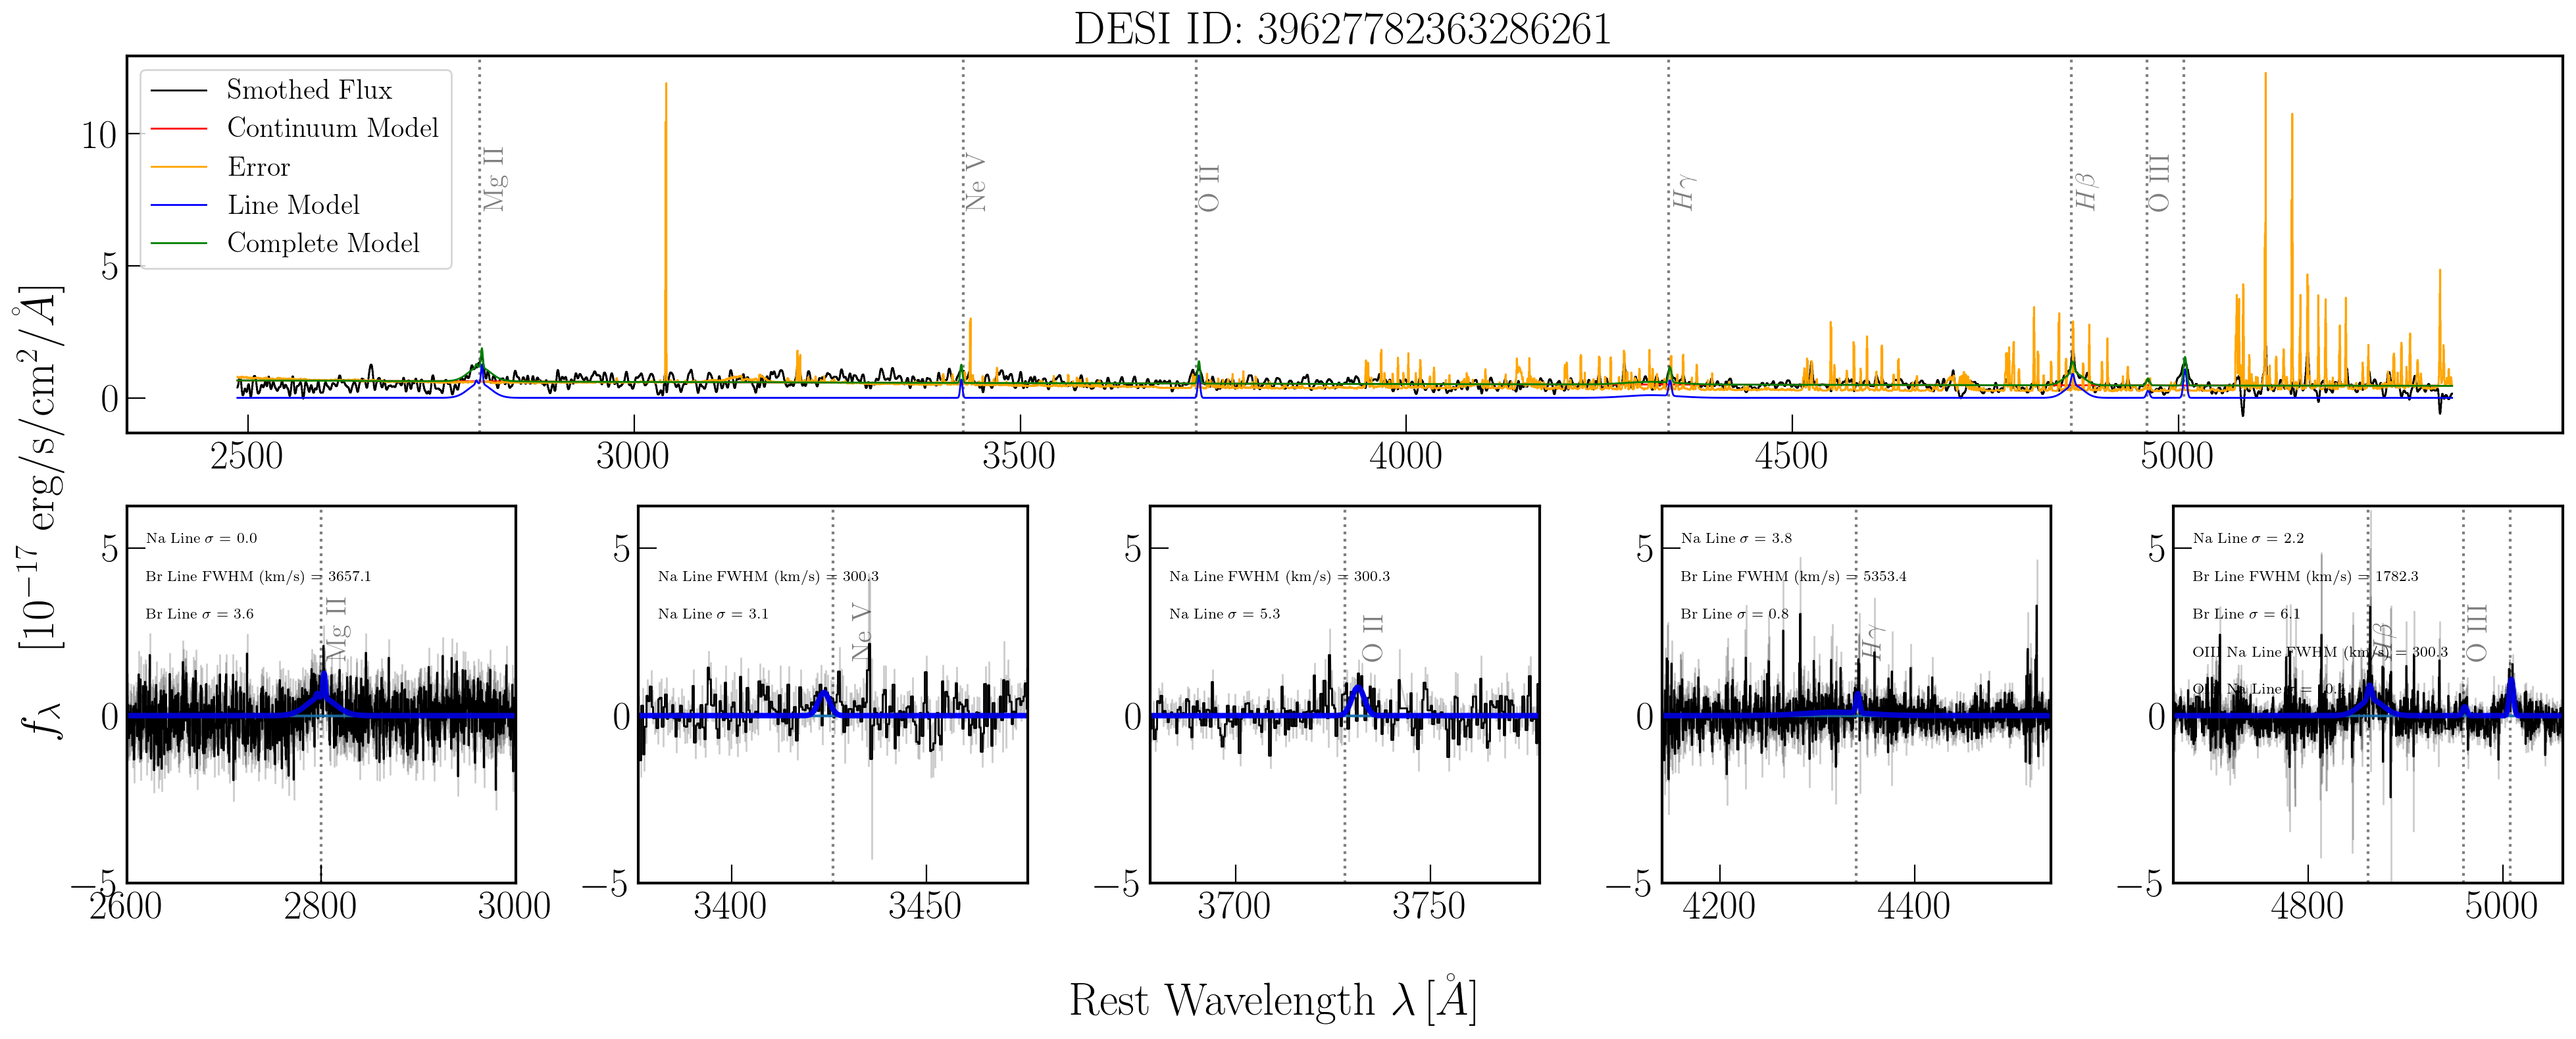 DESI ID: 39627782363286261
Smothed Flux
Continuum Model
Error
Line Model
Complete Model
Mg II
Ne V
O II
Hγ
Hβ
O III
10
5
0
2500 3000 3500 4000 4500 5000
fλ [10−17 erg/s/cm2/Å]
Na Line σ = 0.0
Br Line FWHM (km/s) = 3657.1
Br Line σ = 3.6
Mg II
5
0
−5
2600 2800 3000
Na Line FWHM (km/s) = 300.3
Na Line σ = 3.1
Ne V
5
0
−5
3400 3450
Na Line FWHM (km/s) = 300.3
Na Line σ = 5.3
O II
5
0
−5
3700 3750
Na Line σ = 3.8
Br Line FWHM (km/s) = 5353.4
Br Line σ = 0.8
Hγ
5
0
−5
4200 4400
Na Line σ = 2.2
Br Line FWHM (km/s) = 1782.3
Br Line σ = 6.1
OIII Na Line FWHM (km/s) = 300.3
Na Line σ =
Hβ
O III
5
0
−5
4800 5000
Rest Wavelength λ [Å]